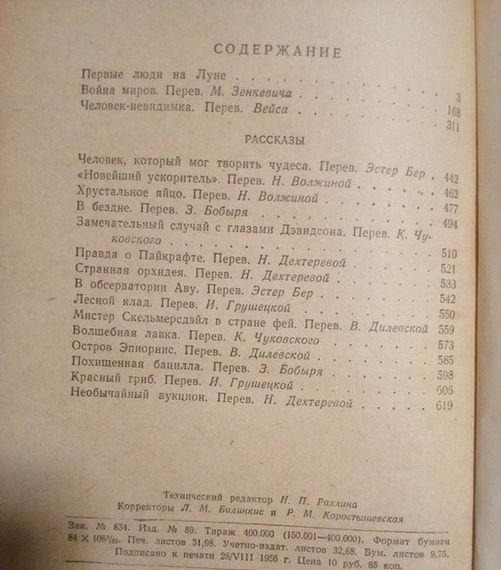 СОДЕРЖАНИЕ
Первые люди на Луне . . . . . . . . . . 3
Война миров. Перев. М. Зенкевича . . . . . . . 168
Человек-невидимка. Перев. Вейса . . . . . . . 311
РАССКАЗЫ
Человек, который мог творить чудеса. Перев. Эстер Бер . 442
«Новейший ускоритель». Перев. Н. Волжиной . . . . 462
Хрустальное яйцо. Перев. Н. Волжиной . . . . . 477
В бездне. Перев. З. Бобыря . . . . . . . . 494
Замечательный случай с глазами Дэвидсона. Перев. К. Чу-
ковского . . . . . . . . . . 510
Правда о Пайкрафте. Перев. Н. Дехтеревой . . . . 521
Странная орхидея. Перев. Н. Дехтеревой . . . . . 533
В обсерватории Аву. Перев. Эстер Бер . . . . . 542
Лесной клад. Перев. И. Грушецкой . . . . . . 550
Мистер Скельмерсдэйл в стране фей. Перев. В. Дилевской 559
Волшебная лавка. Перев. К. Чуковского . . . . . 573
Остров Эпиорнис. Перев. В. Дилевской . . . . . 585
Похищенная бацилла. Перев. З. Бобыря . . . . . 598
Красный гриб. Перев. И. Грушецкой . . . . . . 606
Необычайный аукцион. Перев. Н. Дехтеревой . . . . 619
Технический редактор Н. П. Рахлина
Корректоры Л. М. Билинкис и Р. М. Коростышевская
Зак. № 834. Изд. № 89. Тираж 400.000 (150.001—400.000). Формат бумаги
84 × 108¹/₃₂. Печ. листов 31,98. Учетно-издат. листов 32,88. Бум. листов 9,75.
Подписано к печати 28/VIII 1956 г. Цена 10 руб. 85 коп.